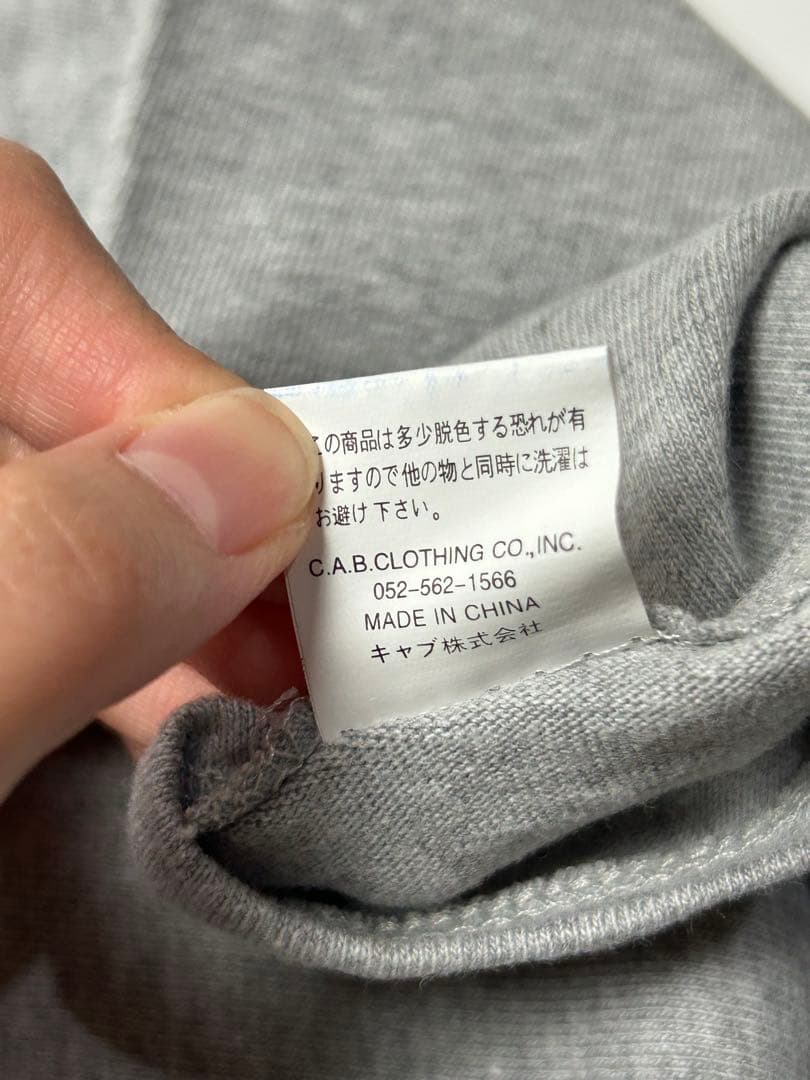 この商品は多少脱色する恐れが有
りますので他の物と同時に洗濯は
お避け下さい。
C.A.B.CLOTHING CO.,INC.
052-562-1566
MADE IN CHINA
キャブ株式会社